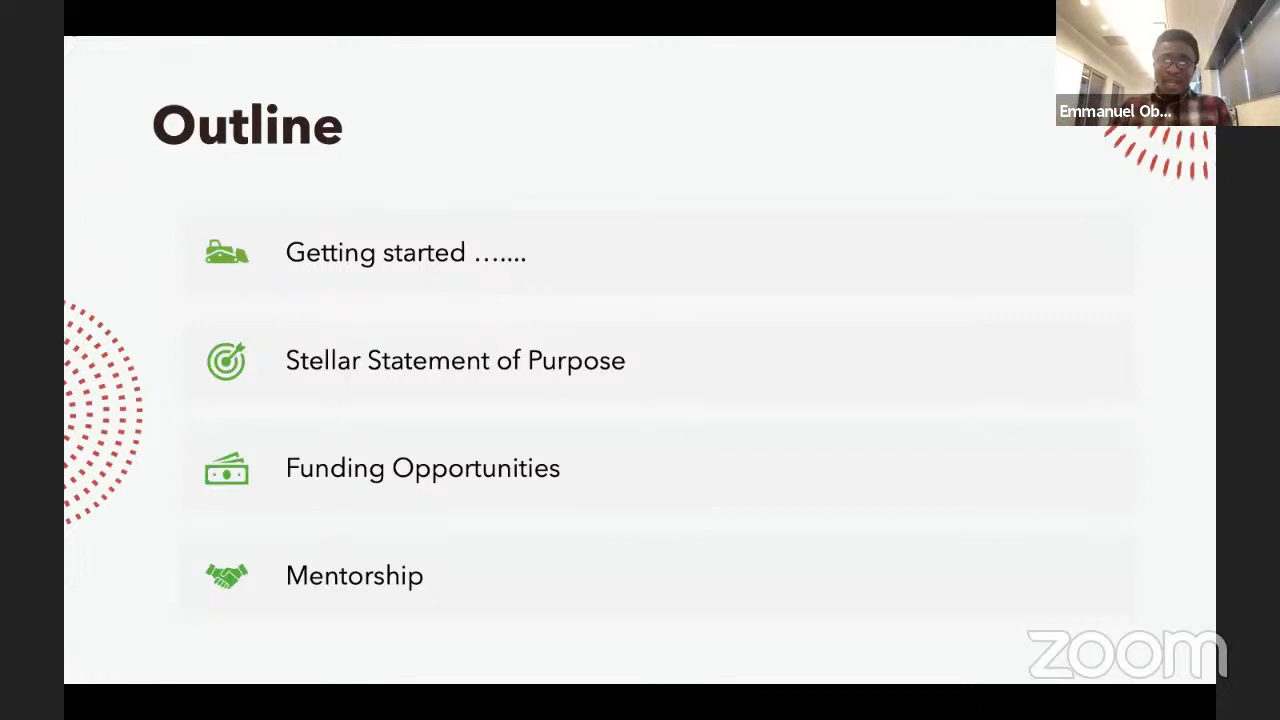 Outline
Emmanuel Ob...
Getting started …....
Stellar Statement of Purpose
Funding Opportunities
Mentorship
zoom